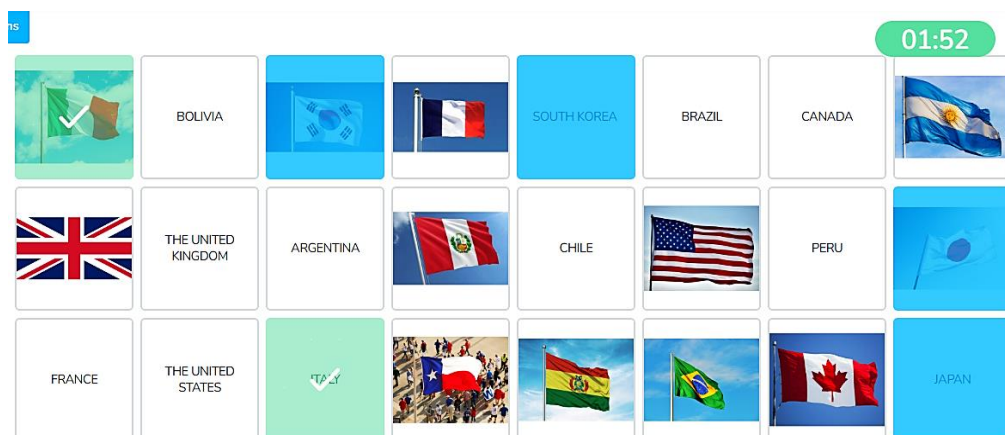 ns
01:52
BOLIVIA
SOUTH KOREA
BRAZIL
CANADA
THE UNITED
KINGDOM
ARGENTINA
CHILE
PERU
FRANCE
THE UNITED
STATES
ITALY
JAPAN